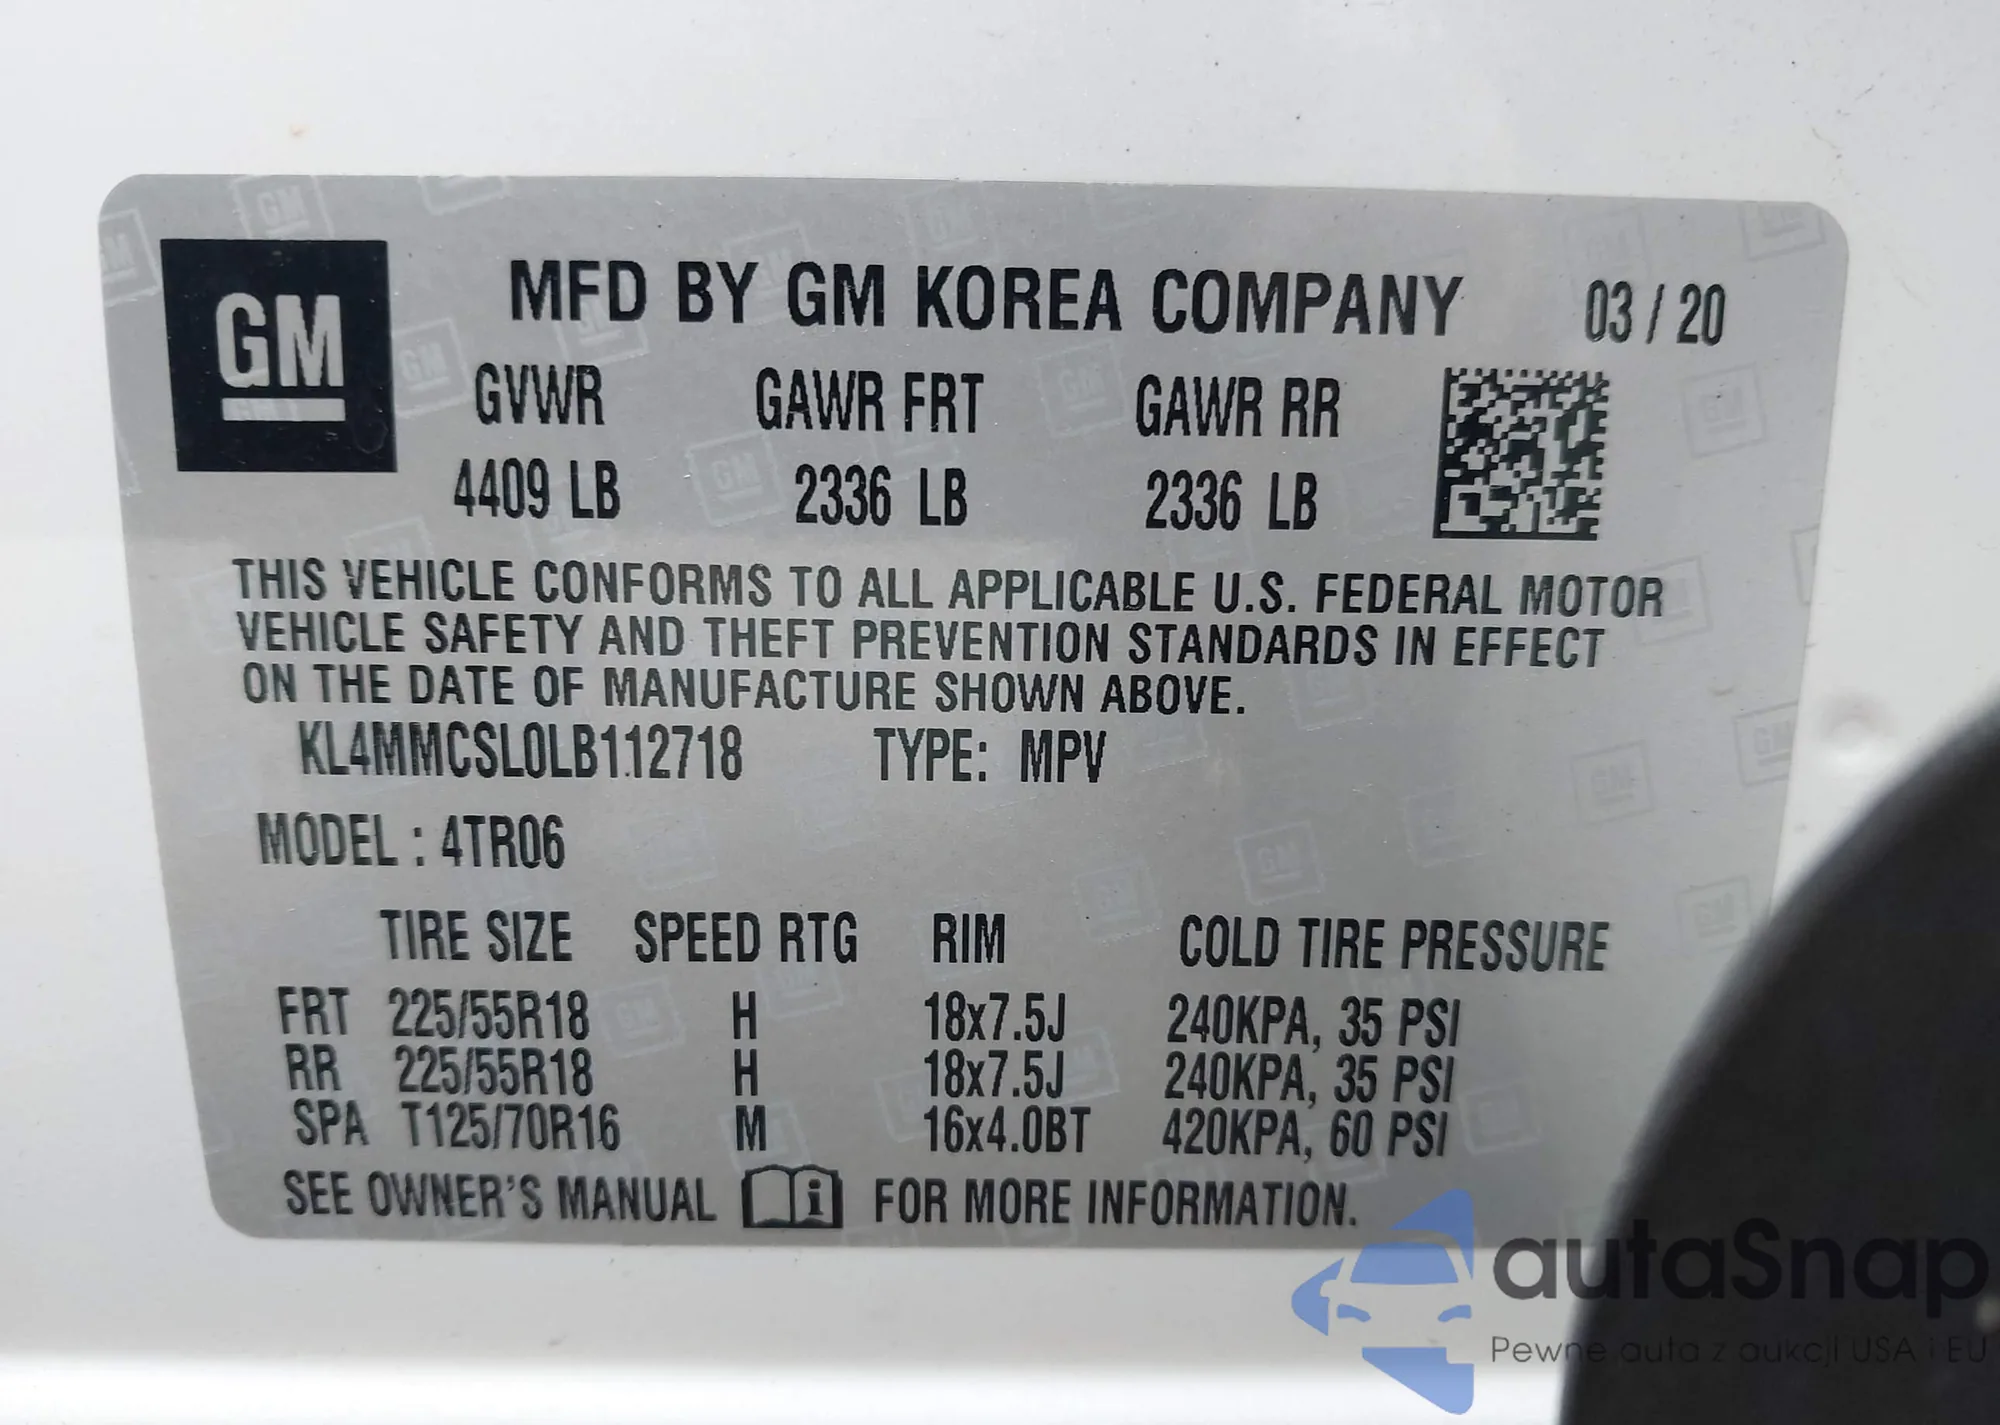 GM
MFD BY GM KOREA COMPANY 03 / 20
GVWR GAWR FRT GAWR RR
4409 LB 2336 LB 2336 LB
THIS VEHICLE CONFORMS TO ALL APPLICABLE U.S. FEDERAL MOTOR
VEHICLE SAFETY AND THEFT PREVENTION STANDARDS IN EFFECT
ON THE DATE OF MANUFACTURE SHOWN ABOVE.
KL4MMCSL0LB112718 TYPE: MPV
MODEL : 4TR06
TIRE SIZE SPEED RTG RIM COLD TIRE PRESSURE
FRT 225/55R18 H 18x7.5J 240KPA, 35 PSI
RR 225/55R18 H 18x7.5J 240KPA, 35 PSI
SPA T125/70R16 M 16x4.0BT 420KPA, 60 PSI
SEE OWNER'S MANUAL i FOR MORE INFORMATION.
autaSnap
Pewne auta z aukcji USA i EU